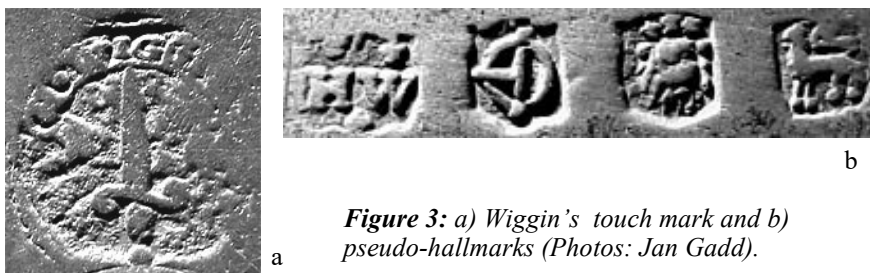 HW
b
a
Figure 3: a) Wiggin's touch mark and b)
pseudo-hallmarks (Photos: Jan Gadd).